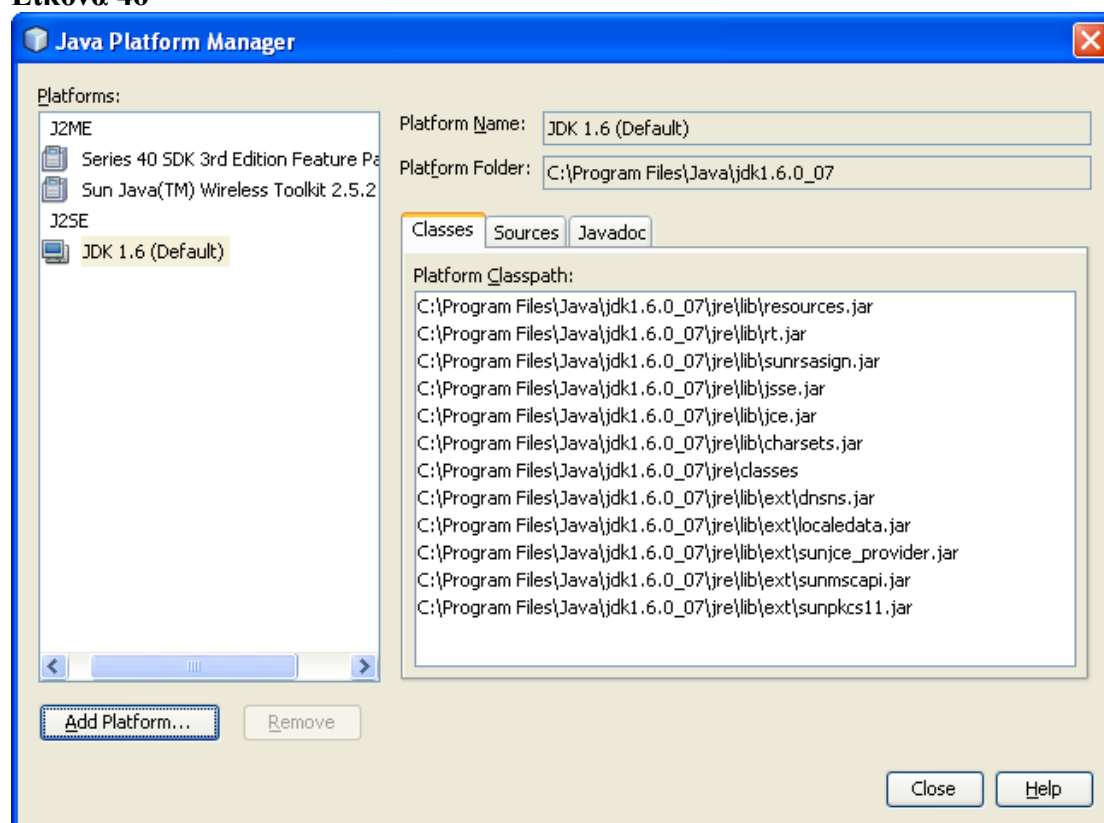 Εικόνα 46
Java Platform Manager
Platforms:
J2ME
Series 40 SDK 3rd Edition Feature Pa
Sun Java(TM) Wireless Toolkit 2.5.2
J2SE
JDK 1.6 (Default)
Platform Name: JDK 1.6 (Default)
Platform Folder: C:\Program Files\Java\jdk1.6.0_07
Classes Sources Javadoc
Platform Classpath:
C:\Program Files\Java\jdk1.6.0_07\jre\lib\resources.jar
C:\Program Files\Java\jdk1.6.0_07\jre\lib\rt.jar
C:\Program Files\Java\jdk1.6.0_07\jre\lib\sunrsasign.jar
C:\Program Files\Java\jdk1.6.0_07\jre\lib\jsse.jar
C:\Program Files\Java\jdk1.6.0_07\jre\lib\jce.jar
C:\Program Files\Java\jdk1.6.0_07\jre\lib\charsets.jar
C:\Program Files\Java\jdk1.6.0_07\jre\classes
C:\Program Files\Java\jdk1.6.0_07\jre\lib\ext\dnsns.jar
C:\Program Files\Java\jdk1.6.0_07\jre\lib\ext\localedata.jar
C:\Program Files\Java\jdk1.6.0_07\jre\lib\ext\sunjce_provider.jar
C:\Program Files\Java\jdk1.6.0_07\jre\lib\ext\sunmscapi.jar
C:\Program Files\Java\jdk1.6.0_07\jre\lib\ext\sunpkcs11.jar
Add Platform... Remove
Close Help